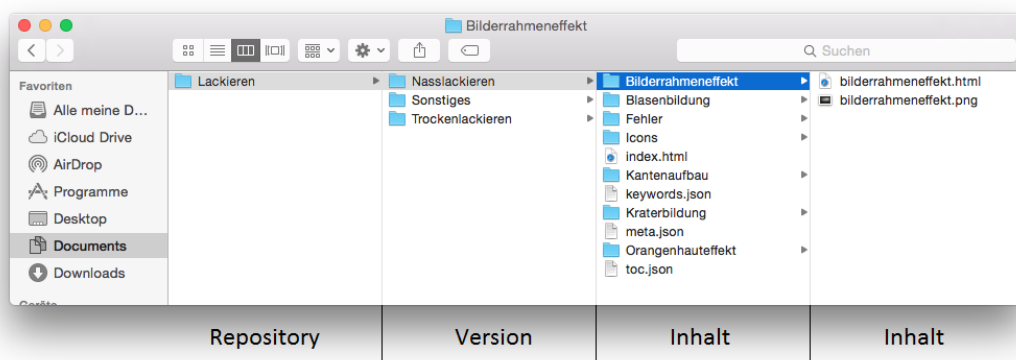 Bilderrahmeneffekt
Suchen
Favoriten
Alle meine D...
iCloud Drive
AirDrop
Programme
Desktop
Documents
Downloads
Geräte
Lackieren
Nasslackieren
Sonstiges
Trockenlackieren
Bilderrahmeneffekt
Blasenbildung
Fehler
Icons
index.html
Kantenaufbau
keywords.json
Kraterbildung
meta.json
Orangenhauteffekt
toc.json
bilderrahmeneffekt.html
bilderrahmeneffekt.png
Repository
Version
Inhalt
Inhalt